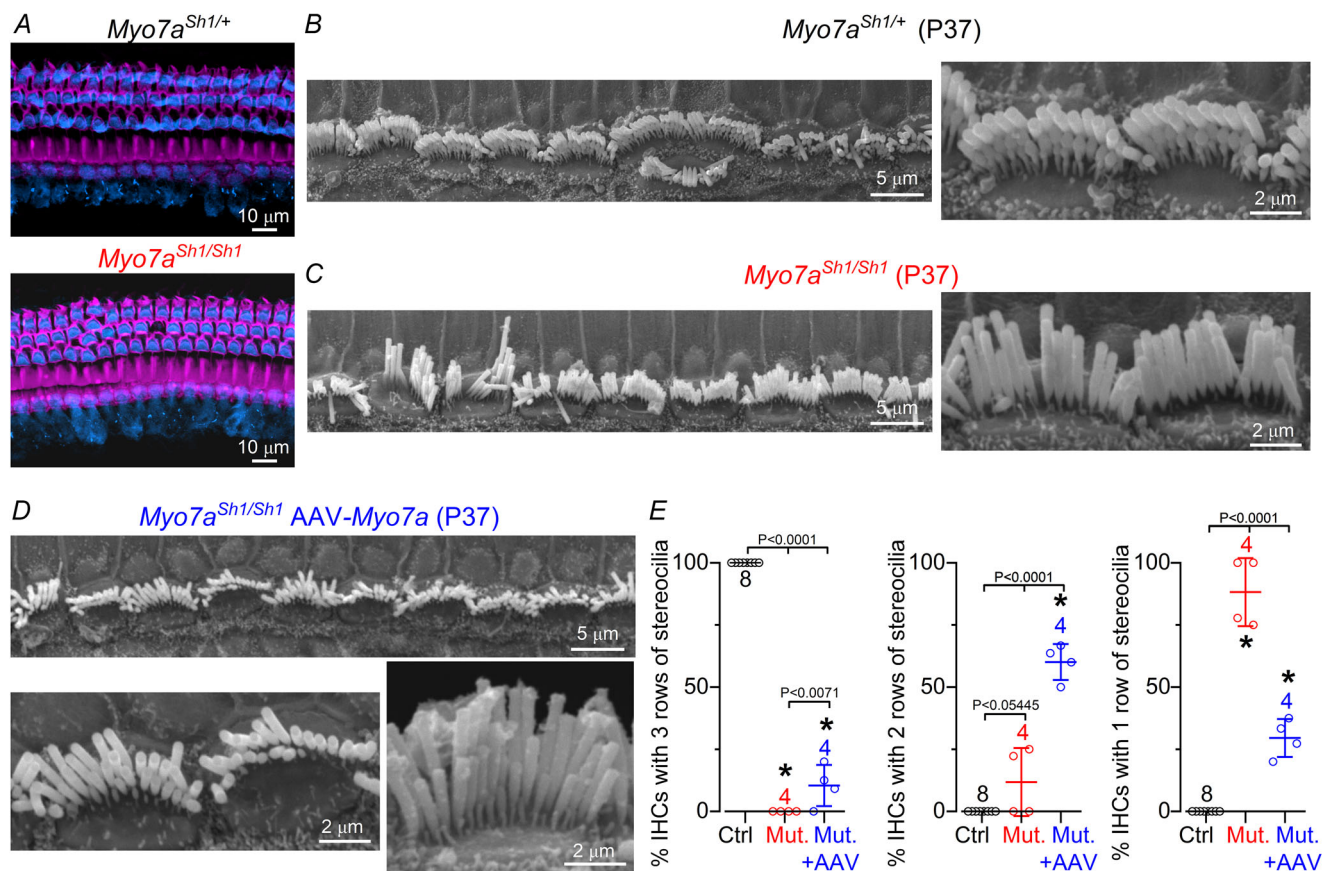 A
Myo7a^Sh1/+
10 μm
Myo7a^Sh1/Sh1
10 μm
B
Myo7a^Sh1/+ (P37)
5 μm
2 μm
C
Myo7a^Sh1/Sh1 (P37)
5 μm
2 μm
D
Myo7a^Sh1/Sh1 AAV-Myo7a (P37)
5 μm
2 μm
2 μm
E
% IHCs with 3 rows of stereocilia
100
50
0
P<0.0001
P<0.0071
8
*
4
*
4
Ctrl
Mut.
Mut.
+AAV
% IHCs with 2 rows of stereocilia
100
50
0
P<0.0001
P<0.05445
8
4
*
4
Ctrl
Mut.
Mut.
+AAV
% IHCs with 1 row of stereocilia
100
50
0
P<0.0001
8
4
*
*
4
Ctrl
Mut.
Mut.
+AAV